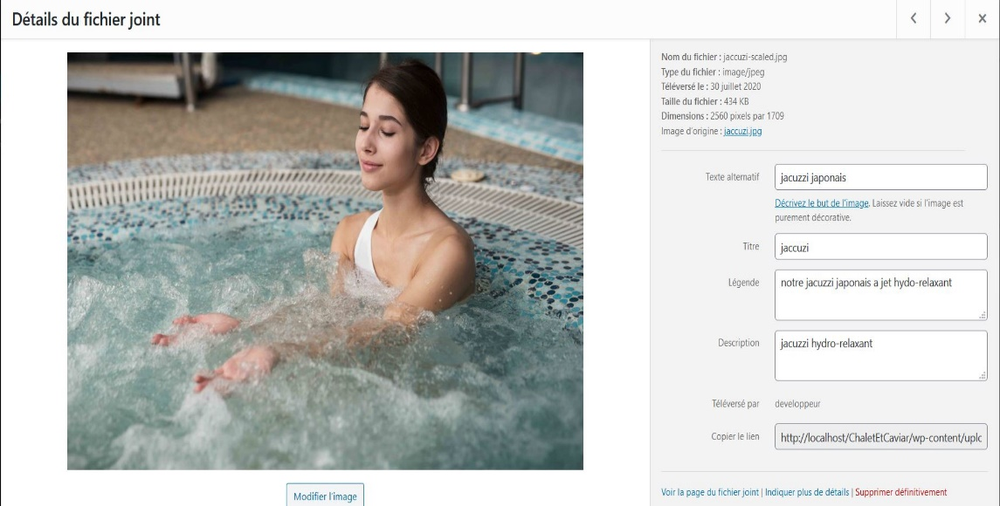 Détails du fichier joint
Nom du fichier : jaccuzi-scaled.jpg
Type du fichier : image/jpeg
Téléversé le : 30 juillet 2020
Taille du fichier : 434 KB
Dimensions : 2560 pixels par 1709
Image d'origine : jaccuzi.jpg
Texte alternatif
jacuzzi japonais
Décrivez le but de l'image. Laissez vide si l'image est
purement décorative.
Titre
jaccuzi
Légende
notre jacuzzi japonais a jet hydo-relaxant
Description
jacuzzi hydro-relaxant
Téléversé par developpeur
Copier le lien
http://localhost/ChaletEtCaviar/wp-content/uplc
Modifier l'image
Voir la page du fichier joint | Indiquer plus de détails | Supprimer définitivement